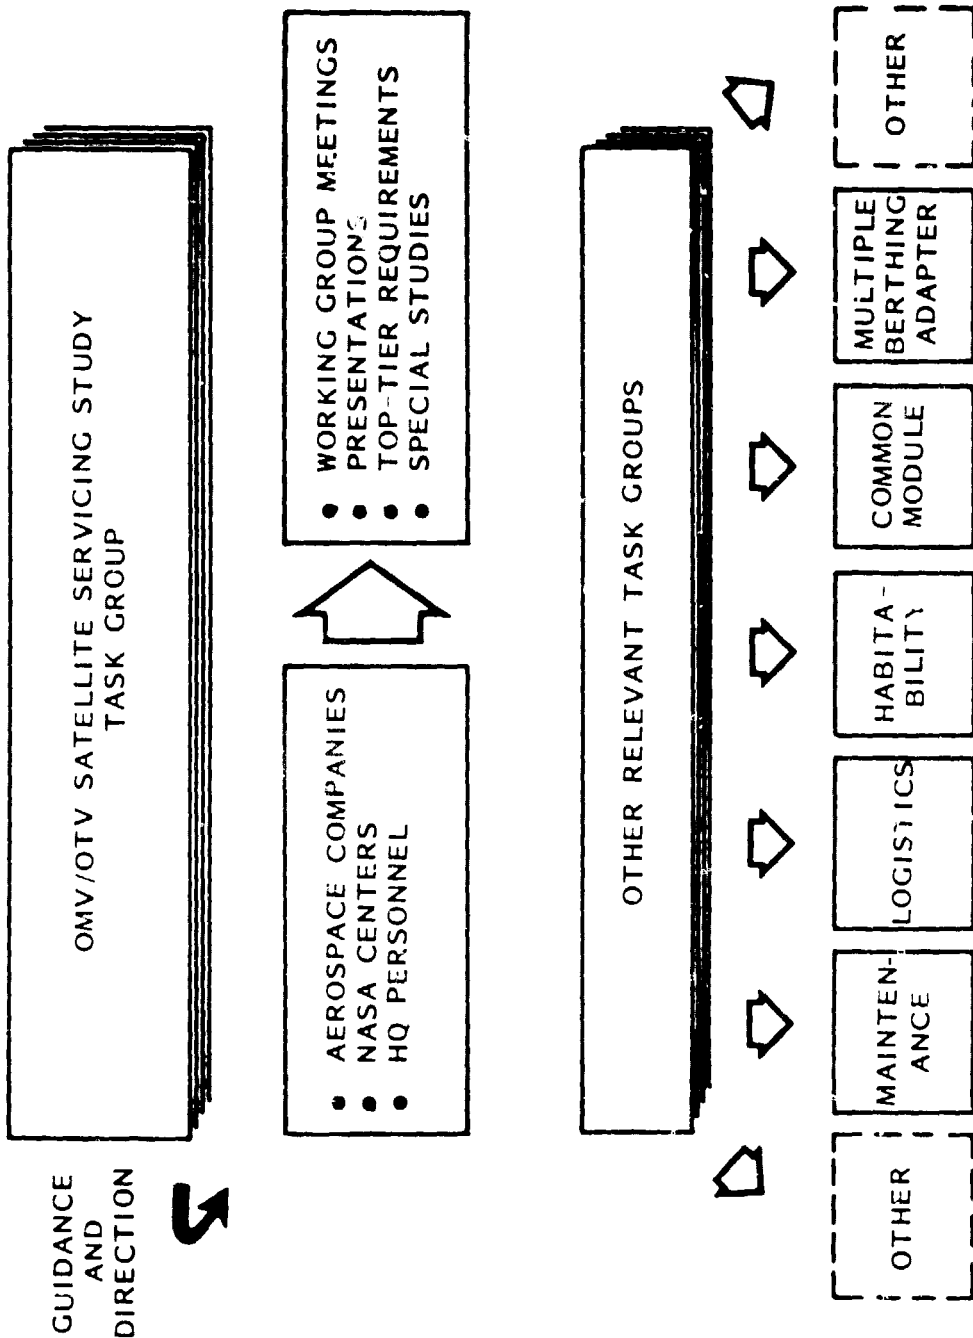 GUIDANCE
AND
DIRECTION
OMV/OTV SATELLITE SERVICING STUDY
TASK GROUP
• AEROSPACE COMPANIES
• NASA CENTERS
• HQ PERSONNEL
• WORKING GROUP MEETINGS
• PRESENTATIONS
• TOP-TIER REQUIREMENTS
• SPECIAL STUDIES
OTHER RELEVANT TASK GROUPS
OTHER
MAINTEN-
ANCE
LOGISTICS
HABITA-
BILITY
COMMON
MODULE
MULTIPLE
BERTHING
ADAPTER
OTHER